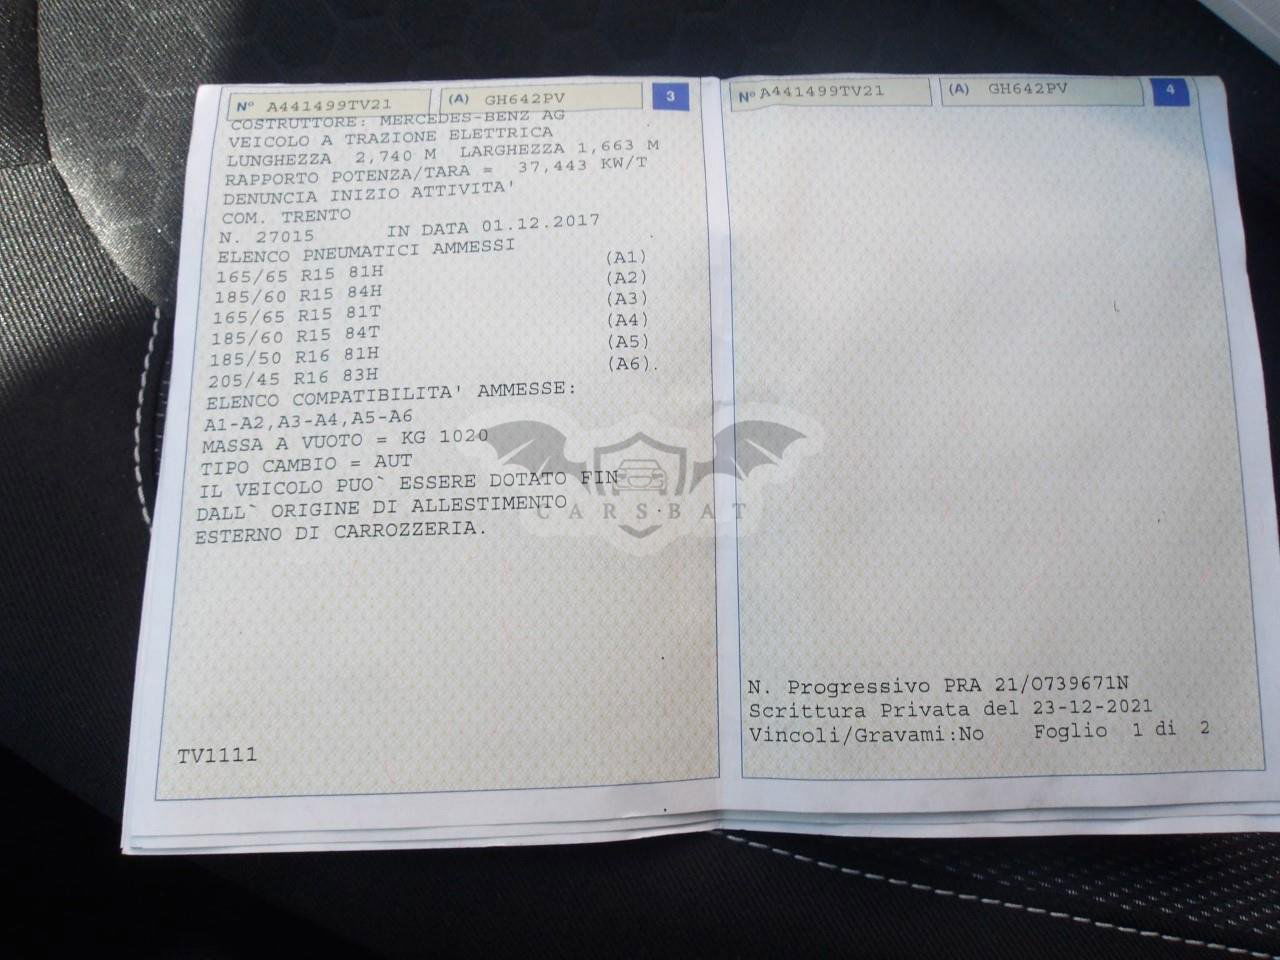 Nº A441499TV21 (A) GH642PV 3
COSTRUTTORE: MERCEDES-BENZ AG
VEICOLO A TRAZIONE ELETTRICA
LUNGHEZZA 2,740 M LARGHEZZA 1,663 M
RAPPORTO POTENZA/TARA = 37,443 KW/T
DENUNCIA INIZIO ATTIVITA'
COM. TRENTO
N. 27015 IN DATA 01.12.2017
ELENCO PNEUMATICI AMMESSI
165/65 R15 81H (A1)
185/60 R15 84H (A2)
165/65 R15 81T (A3)
185/60 R15 84T (A4)
185/50 R16 81H (A5)
205/45 R16 83H (A6).
ELENCO COMPATIBILITA' AMMESSE:
A1-A2,A3-A4,A5-A6
MASSA A VUOTO = KG 1020
TIPO CAMBIO = AUT
IL VEICOLO PUO` ESSERE DOTATO FIN
DALL` ORIGINE DI ALLESTIMENTO
ESTERNO DI CARROZZERIA.
TV1111
Nº A441499TV21 (A) GH642PV 4
N. Progressivo PRA 21/O739671N
Scrittura Privata del 23-12-2021
Vincoli/Gravami:No Foglio 1 di 2
CARSBAT